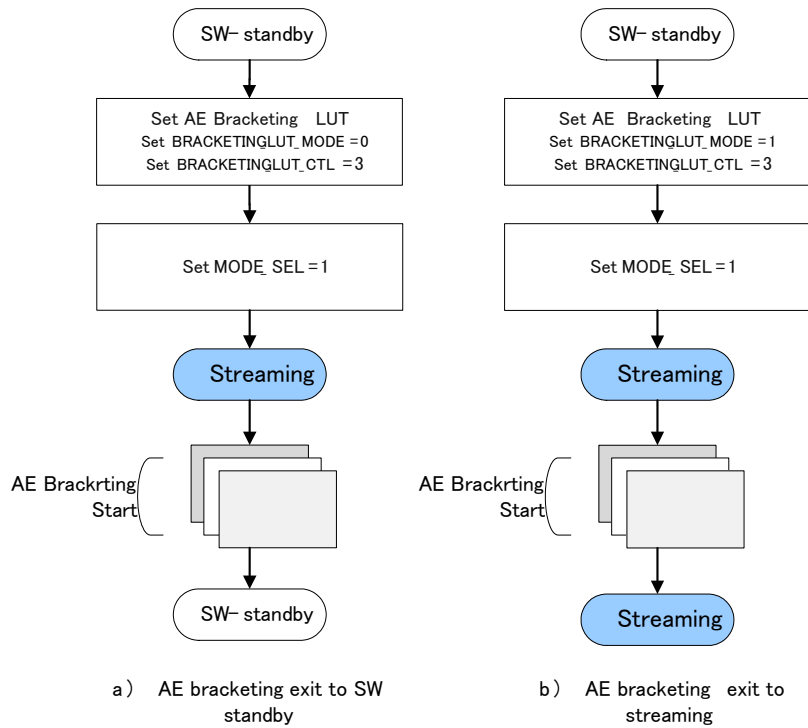 SW-standby
Set AE Bracketing LUT
Set BRACKETINGLUT_MODE =0
Set BRACKETINGLUT_CTL =3
Set MODE_SEL =1
Streaming
AE Brackrting
Start
SW-standby
a) AE bracketing exit to SW
standby
SW-standby
Set AE Bracketing LUT
Set BRACKETINGLUT_MODE =1
Set BRACKETINGLUT_CTL =3
Set MODE_SEL =1
Streaming
AE Brackrting
Start
Streaming
b) AE bracketing exit to
streaming